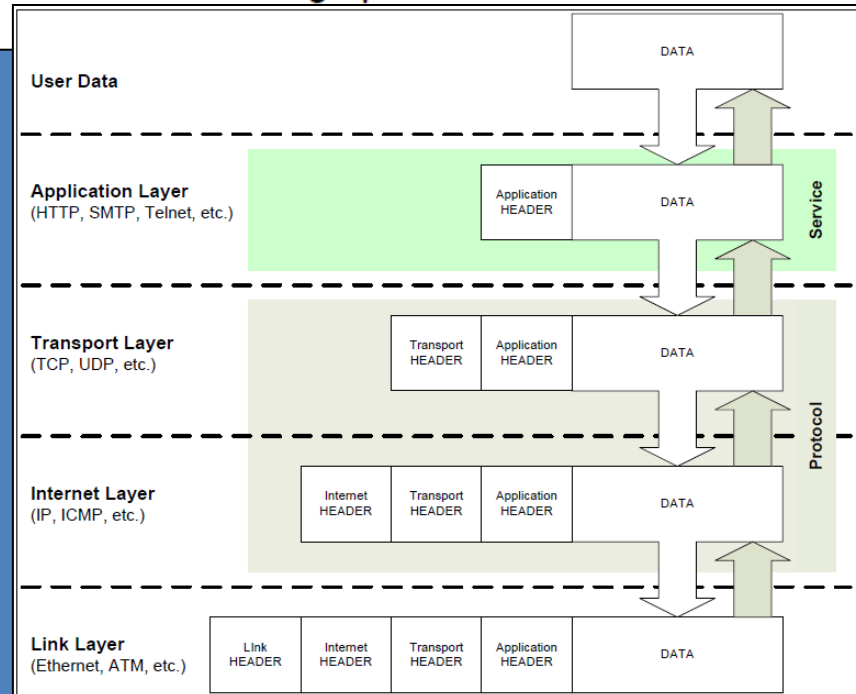 User Data
DATA
Application Layer
(HTTP, SMTP, Telnet, etc.)
Application
HEADER
DATA
Service
Transport Layer
(TCP, UDP, etc.)
Transport
HEADER
Application
HEADER
DATA
Protocol
Internet Layer
(IP, ICMP, etc.)
Internet
HEADER
Transport
HEADER
Application
HEADER
DATA
Link Layer
(Ethernet, ATM, etc.)
LInk
HEADER
Internet
HEADER
Transport
HEADER
Application
HEADER
DATA